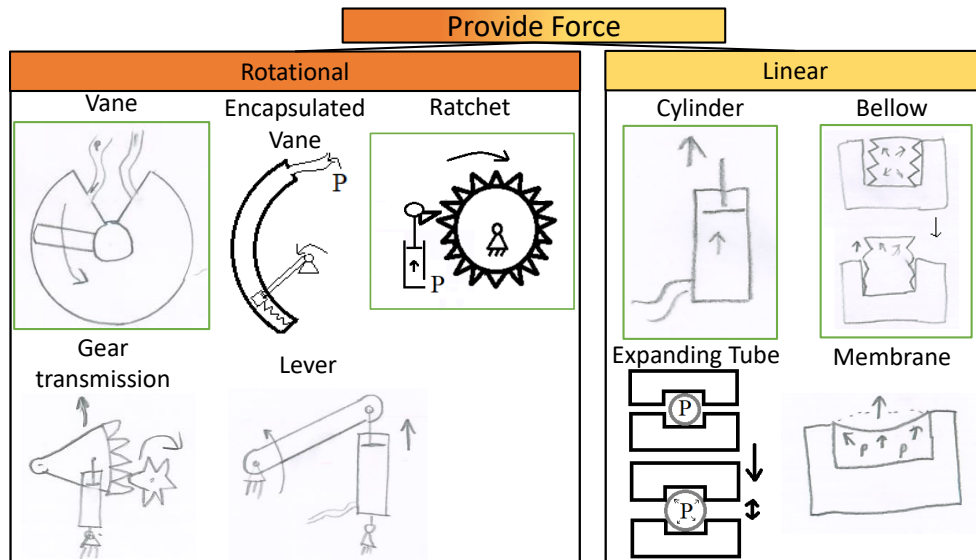 Provide Force
Rotational
Linear
Vane
Encapsulated
Vane
Ratchet
Cylinder
Bellow
P
P
Gear
transmission
Lever
Expanding Tube
Membrane
P
P
P
P